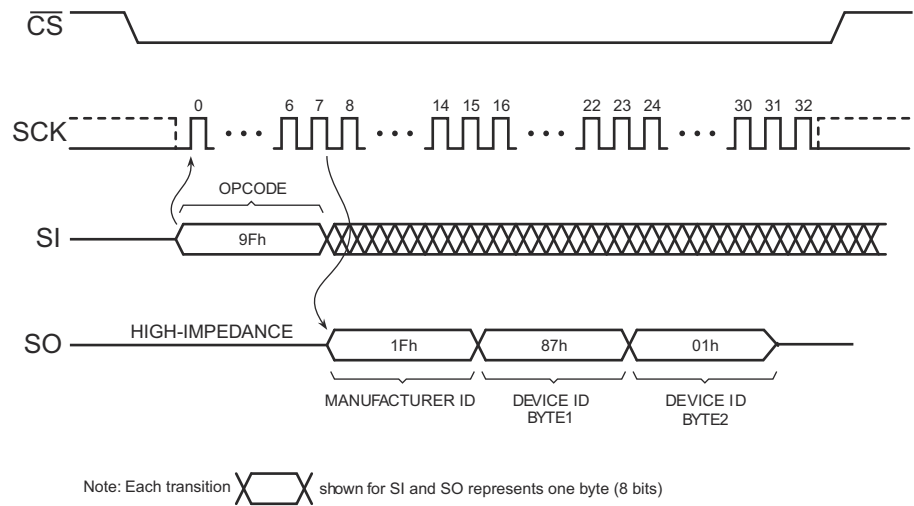 CS
0 6 7 8 14 15 16 22 23 24 30 31 32
SCK
OPCODE
SI
9Fh
HIGH-IMPEDANCE
SO
1Fh 87h 01h
MANUFACTURER ID DEVICE ID DEVICE ID
BYTE1 BYTE2
Note: Each transition shown for SI and SO represents one byte (8 bits)